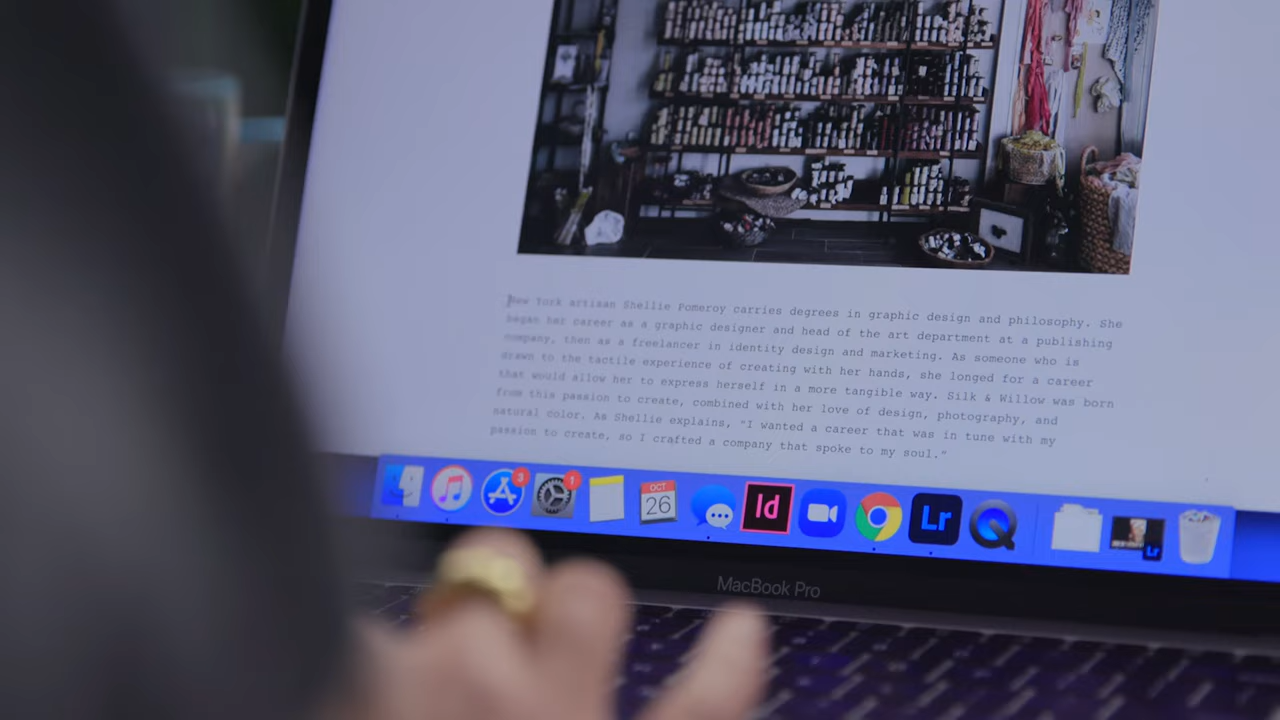 New York artisan Shellie Pomeroy carries degrees in graphic design and philosophy. She
began her career as a graphic designer and head of the art department at a publishing
company, then as a freelancer in identity design and marketing. As someone who is
drawn to the tactile experience of creating with her hands, she longed for a career
that would allow her to express herself in a more tangible way. Silk & Willow was born
from this passion to create, combined with her love of design, photography, and
natural color. As Shellie explains, "I wanted a career that was in tune with my
passion to create, so I crafted a company that spoke to my soul."
3
1
OCT
26
Id
Lr
Lr
MacBook Pro